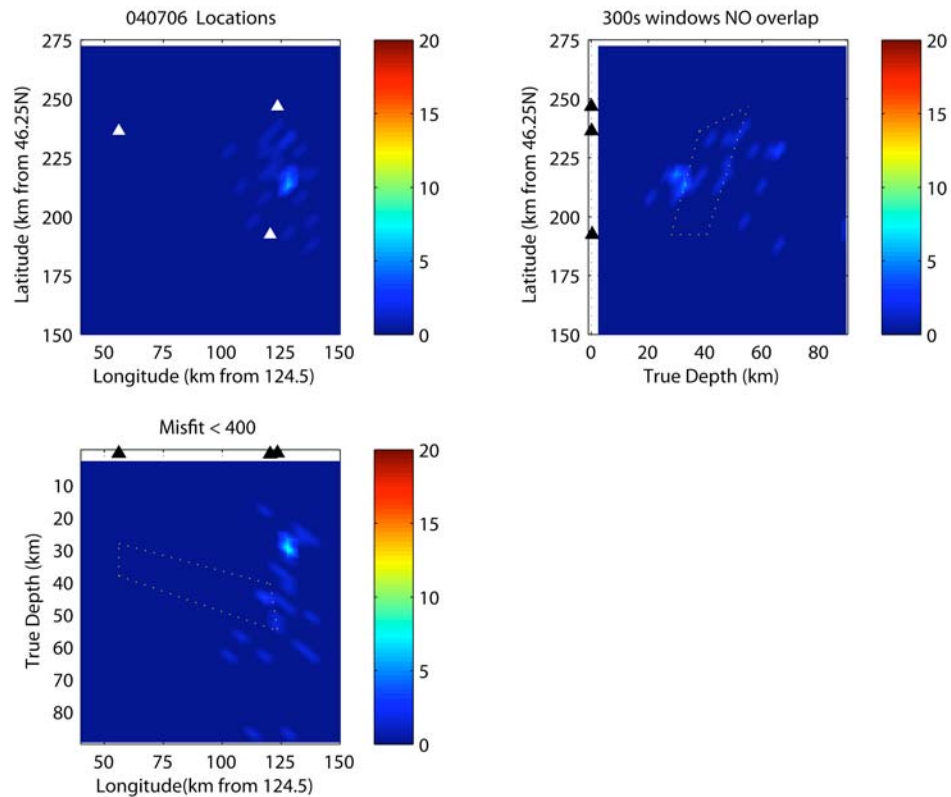 040706 Locations
275
250
225
200
175
150
50 75 100 125 150
Latitude (km from 46.25N)
Longitude (km from 124.5)
20
15
10
5
0
300s windows NO overlap
275
250
225
200
175
150
0 20 40 60 80
Latitude (km from 46.25N)
True Depth (km)
20
15
10
5
0
Misfit < 400
10
20
30
40
50
60
70
80
50 75 100 125 150
True Depth (km)
Longitude(km from 124.5)
20
15
10
5
0